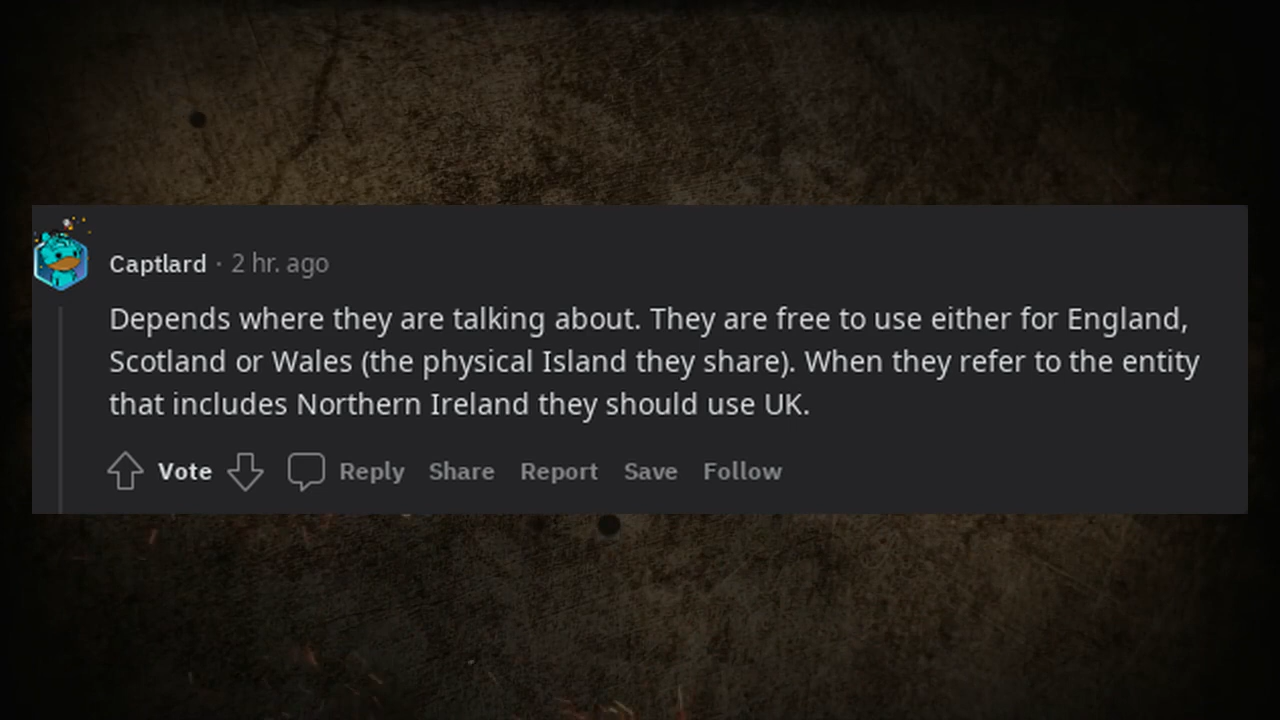 Captlard · 2 hr. ago
Depends where they are talking about. They are free to use either for England,
Scotland or Wales (the physical Island they share). When they refer to the entity
that includes Northern Ireland they should use UK.
Vote Reply Share Report Save Follow